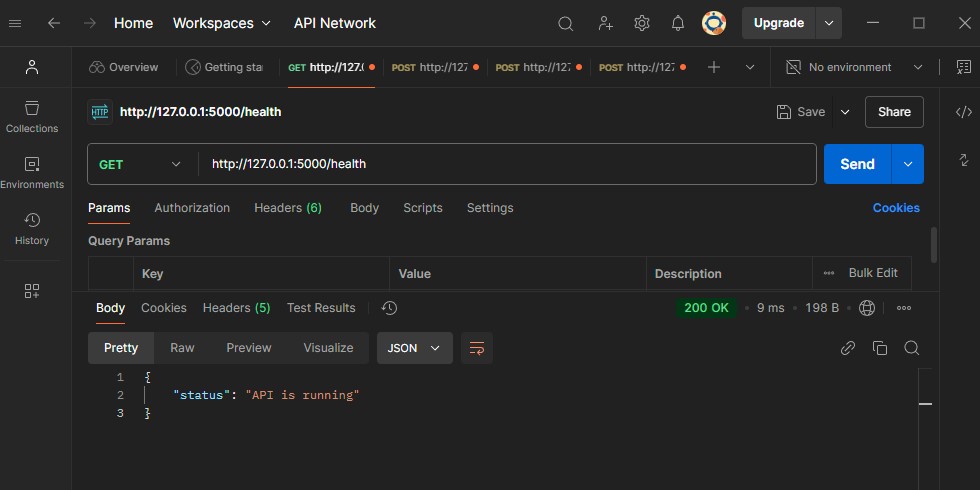 Home Workspaces API Network Upgrade
Overview Getting sta GET http://127.( POST http://127 POST http://127 POST http://127 No environment
HTTP http://127.0.0.1:5000/health Save Share
Collections
GET http://127.0.0.1:5000/health Send
Environments
Params Authorization Headers (6) Body Scripts Settings Cookies
History
Query Params
Key Value Description Bulk Edit
Body Cookies Headers (5) Test Results 200 OK 9 ms 198 B
Pretty Raw Preview Visualize JSON
1 {
2 "status": "API is running"
3 }